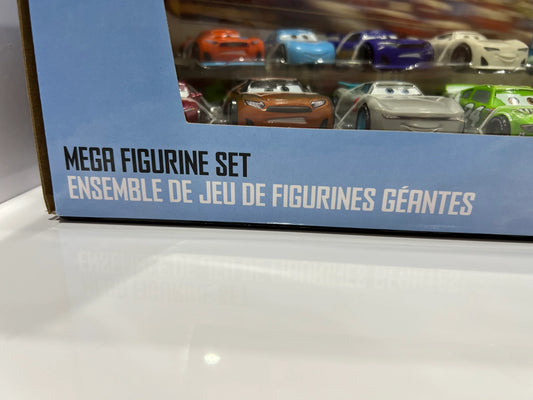 MEGA FIGURINE SET
ENSEMBLE DE JEU DE FIGURINES GÉANTES